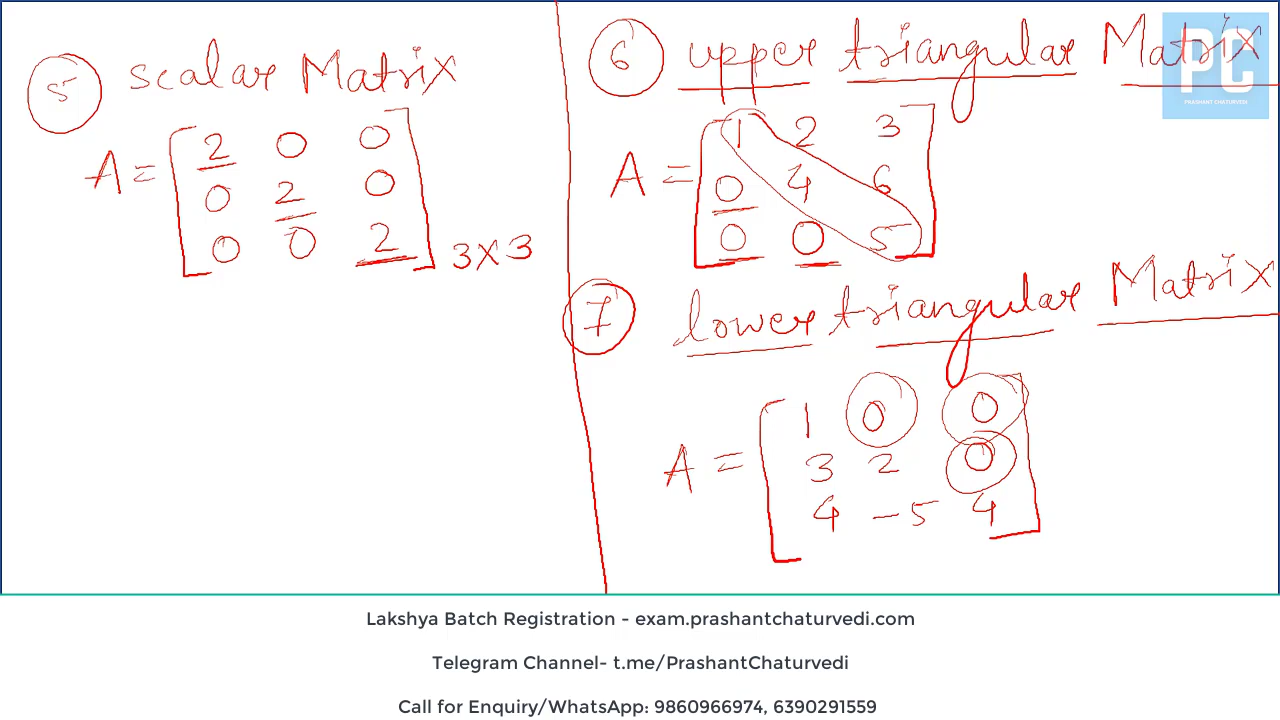 5 scalar Matrix
A = [ 2 0 0
0 2 0
0 0 2 ] 3×3
6 upper triangular Matrix
A = [ 1 2 3
0 4 6
0 0 5 ]
7 lower triangular Matrix
A = [ 1 0 0
3 2 0
4 -5 4 ]
PC
PRASHANT CHATURVEDI
Lakshya Batch Registration - exam.prashantchaturvedi.com
Telegram Channel- t.me/PrashantChaturvedi
Call for Enquiry/WhatsApp: 9860966974, 6390291559